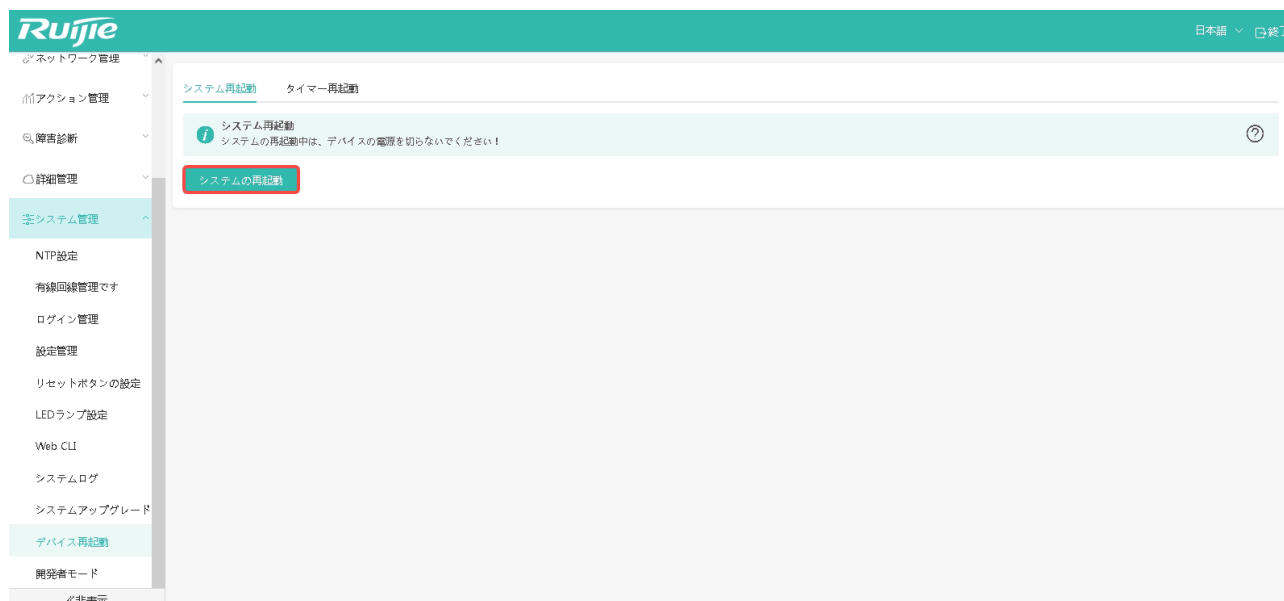 Ruijie
日本語
終了
ネットワーク管理
アクション管理
障害診断
詳細管理
システム管理
NTP設定
有線回線管理です
ログイン管理
設定管理
リセットボタンの設定
LEDランプ設定
Web CLI
システムログ
システムアップグレード
デバイス再起動
開発者モード
非表示
システム再起動 タイマー再起動
システム再起動
システムの再起動中は、デバイスの電源を切らないでください！
システムの再起動